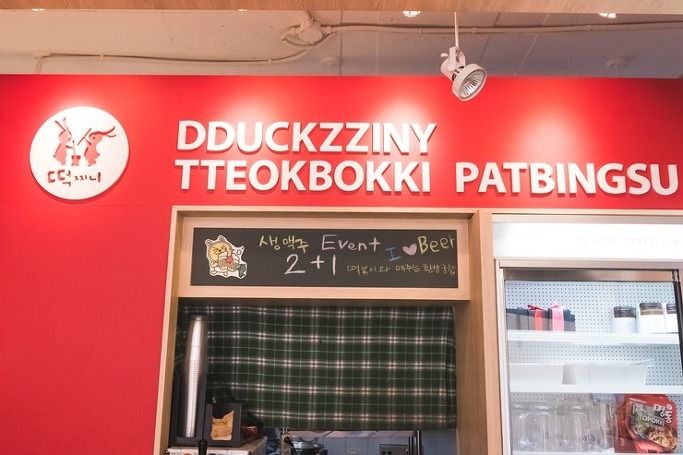 떡찌니
DDUCKZZINY
TTEOKBOKKI PATBINGSU
생맥주 Event I ♥ Beer
2+1 떡볶이와 맥주는 환상궁합
TOPOKKI